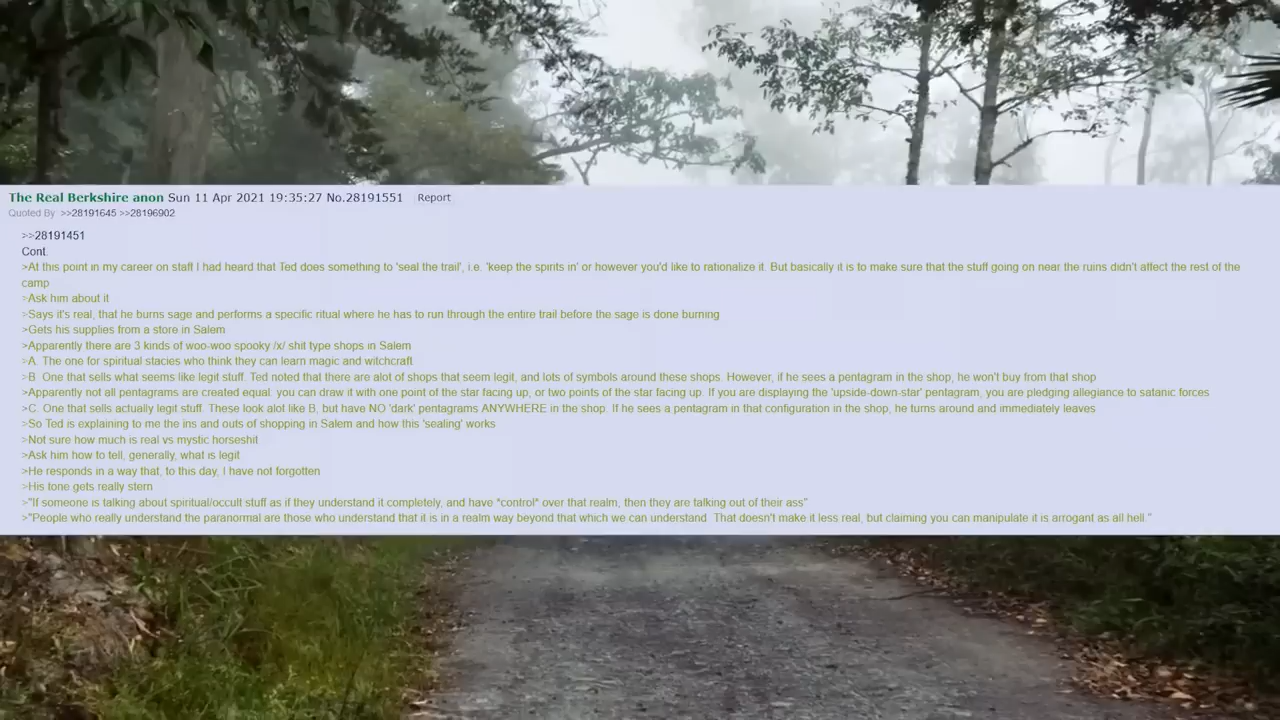 The Real Berkshire anon Sun 11 Apr 2021 19:35:27 No.28191551 Report
Quoted By: >>28191645 >>28196902
>>28191451
Cont.
>At this point in my career on staff I had heard that Ted does something to 'seal the trail', i.e. 'keep the spirits in' or however you'd like to rationalize it. But basically it is to make sure that the stuff going on near the ruins didn't affect the rest of the
camp
>Ask him about it
>Says it's real, that he burns sage and performs a specific ritual where he has to run through the entire trail before the sage is done burning
>Gets his supplies from a store in Salem
>Apparently there are 3 kinds of woo-woo spooky /x/ shit type shops in Salem
>A. The one for spiritual stacies who think they can learn magic and witchcraft
>B. One that sells what seems like legit stuff. Ted noted that there are alot of shops that seem legit, and lots of symbols around these shops. However, if he sees a pentagram in the shop, he won't buy from that shop
>Apparently not all pentagrams are created equal. you can draw it with one point of the star facing up, or two points of the star facing up. If you are displaying the 'upside-down-star' pentagram, you are pledging allegiance to satanic forces
>C. One that sells actually legit stuff. These look alot like B, but have NO 'dark' pentagrams ANYWHERE in the shop. If he sees a pentagram in that configuration in the shop, he turns around and immediately leaves
>So Ted is explaining to me the ins and outs of shopping in Salem and how this 'sealing' works
>Not sure how much is real vs mystic horseshit
>Ask him how to tell, generally, what is legit
>He responds in a way that, to this day, I have not forgotten
>His tone gets really stern
>"If someone is talking about spiritual/occult stuff as if they understand it completely, and have *control* over that realm, then they are talking out of their ass"
>"People who really understand the paranormal are those who understand that it is in a realm way beyond that which we can understand. That doesn't make it less real, but claiming you can manipulate it is arrogant as all hell."